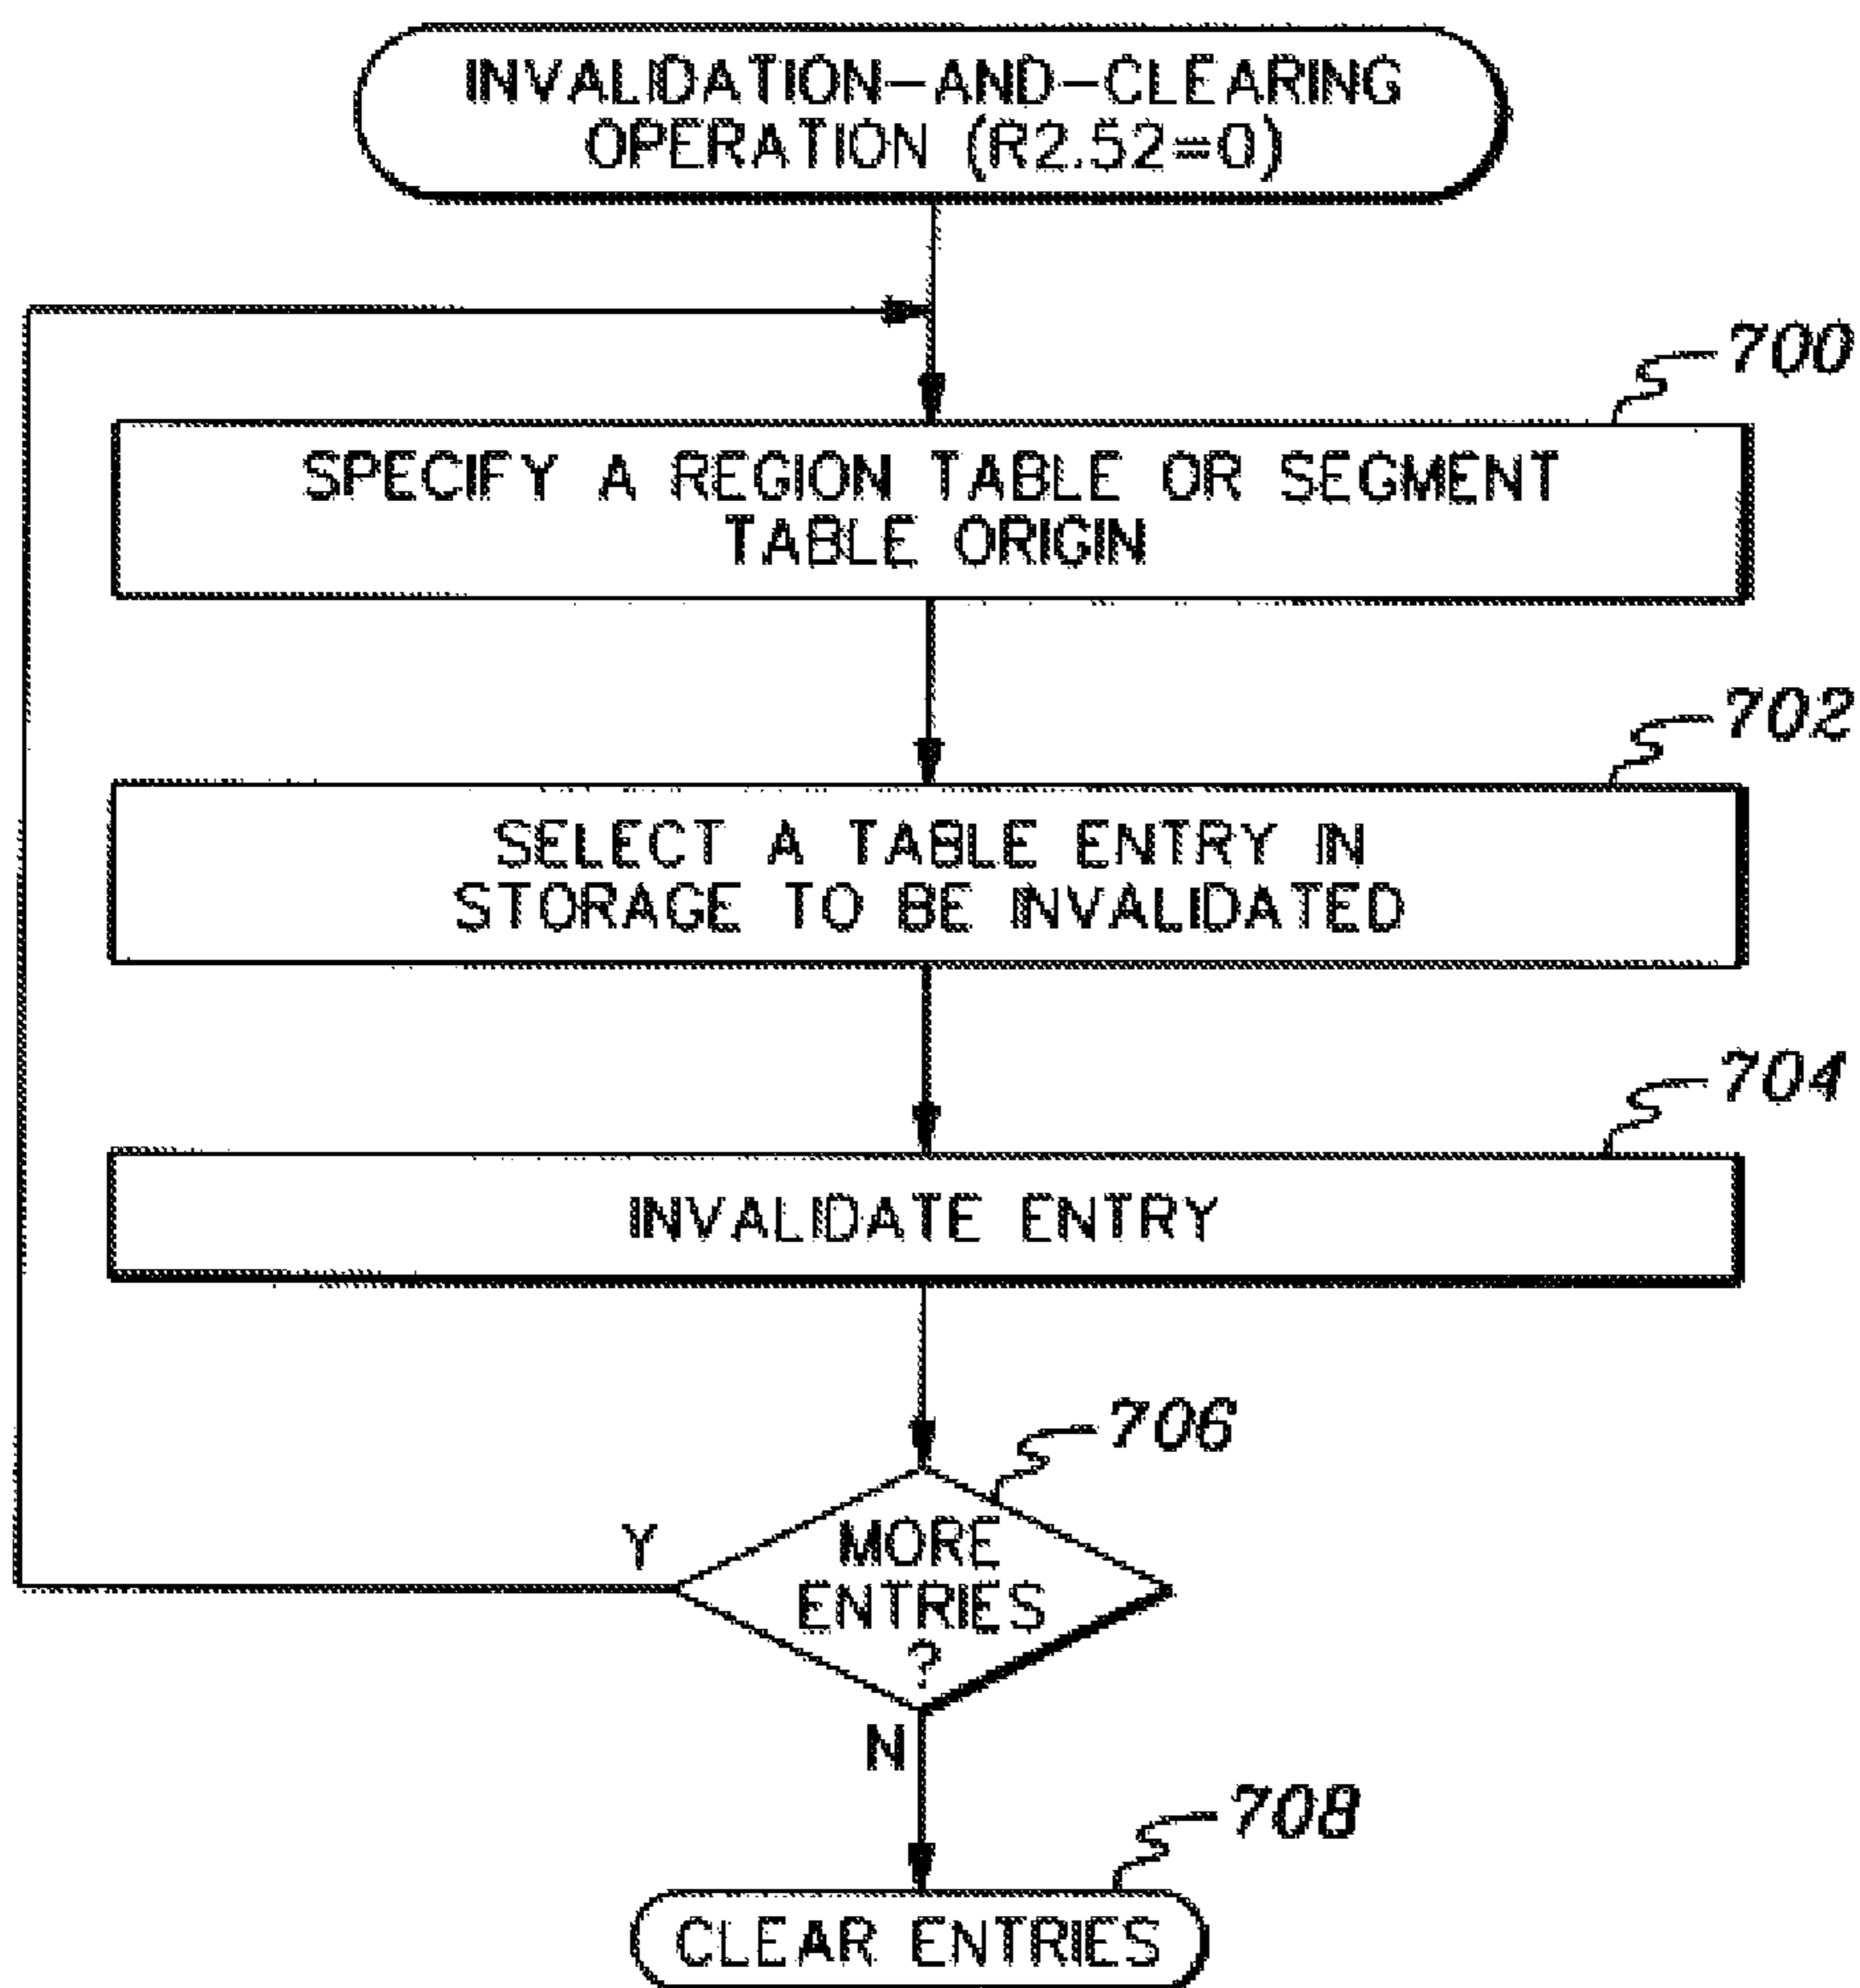 INVALIDATION-AND-CLEARING
OPERATION (R2.52=0)
700
SPECIFY A REGION TABLE OR SEGMENT
TABLE ORIGIN
702
SELECT A TABLE ENTRY IN
STORAGE TO BE INVALIDATED
704
INVALIDATE ENTRY
706
Y
MORE
ENTRIES
?
N
708
CLEAR ENTRIES